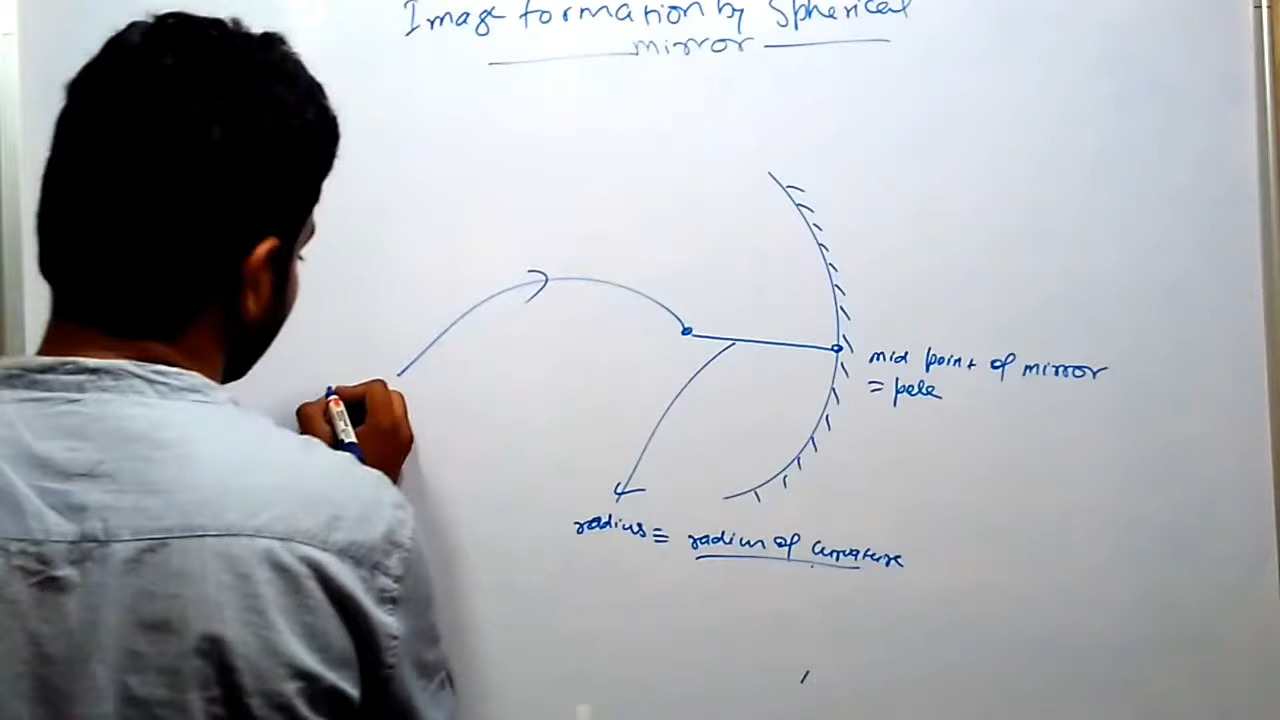 Image formation by Spherical
mirror
mid point of mirror
= pole
radius = radius of curvature